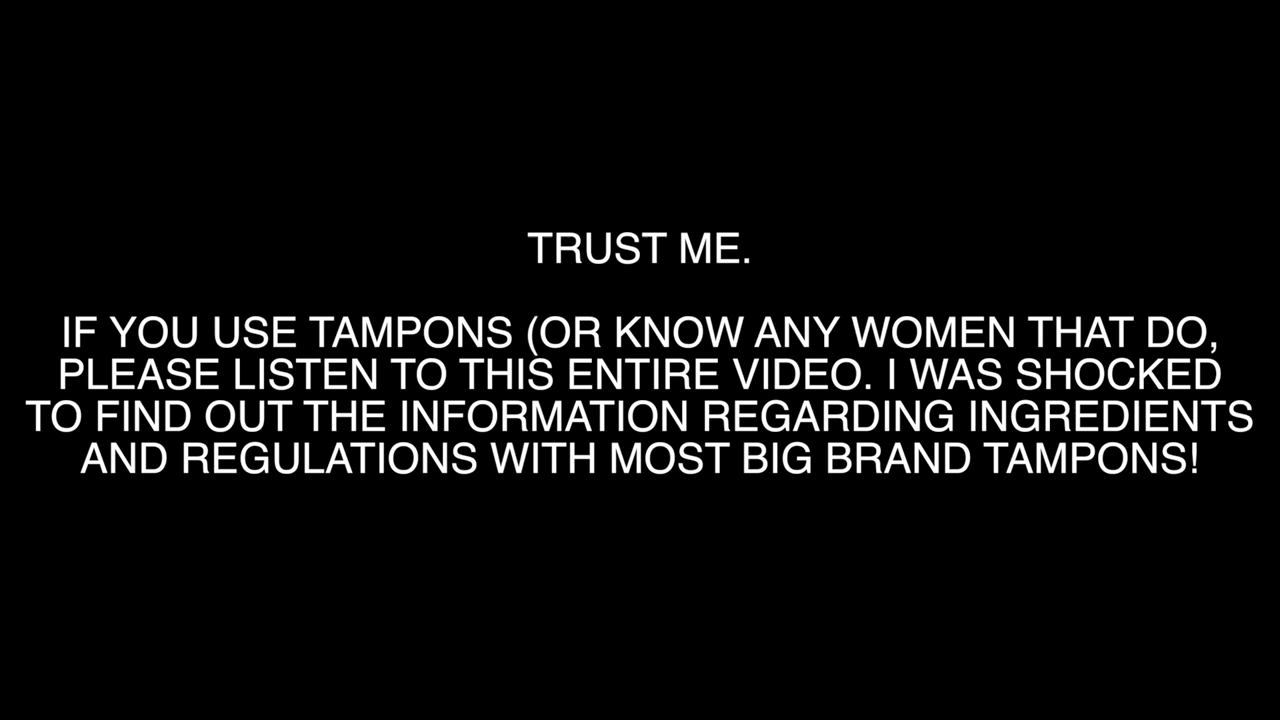 TRUST ME.
IF YOU USE TAMPONS (OR KNOW ANY WOMEN THAT DO,
PLEASE LISTEN TO THIS ENTIRE VIDEO. I WAS SHOCKED
TO FIND OUT THE INFORMATION REGARDING INGREDIENTS
AND REGULATIONS WITH MOST BIG BRAND TAMPONS!